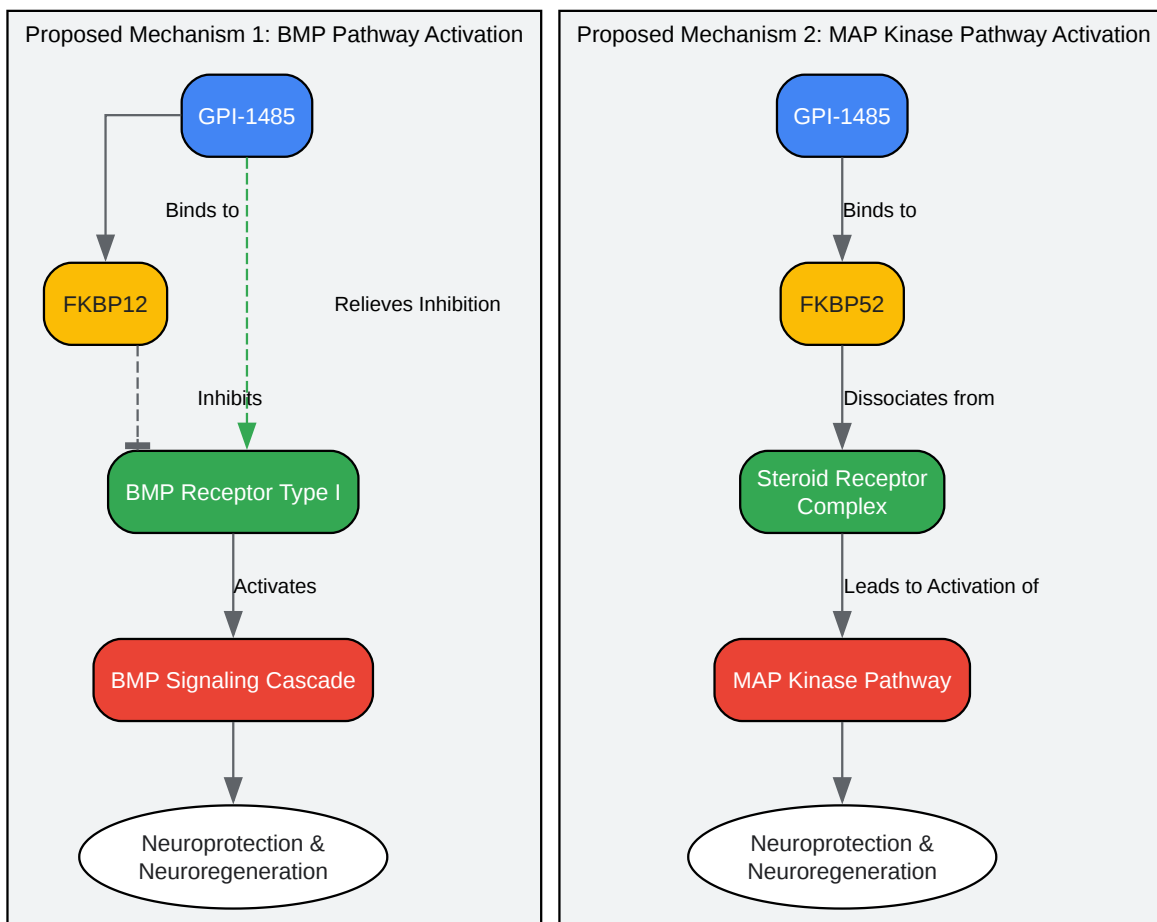 Proposed Mechanism 1: BMP Pathway Activation
GPI-1485
Binds to
FKBP12
Relieves Inhibition
Inhibits
BMP Receptor Type I
Activates
BMP Signaling Cascade
Neuroprotection &
Neuroregeneration
Proposed Mechanism 2: MAP Kinase Pathway Activation
GPI-1485
Binds to
FKBP52
Dissociates from
Steroid Receptor
Complex
Leads to Activation of
MAP Kinase Pathway
Neuroprotection &
Neuroregeneration